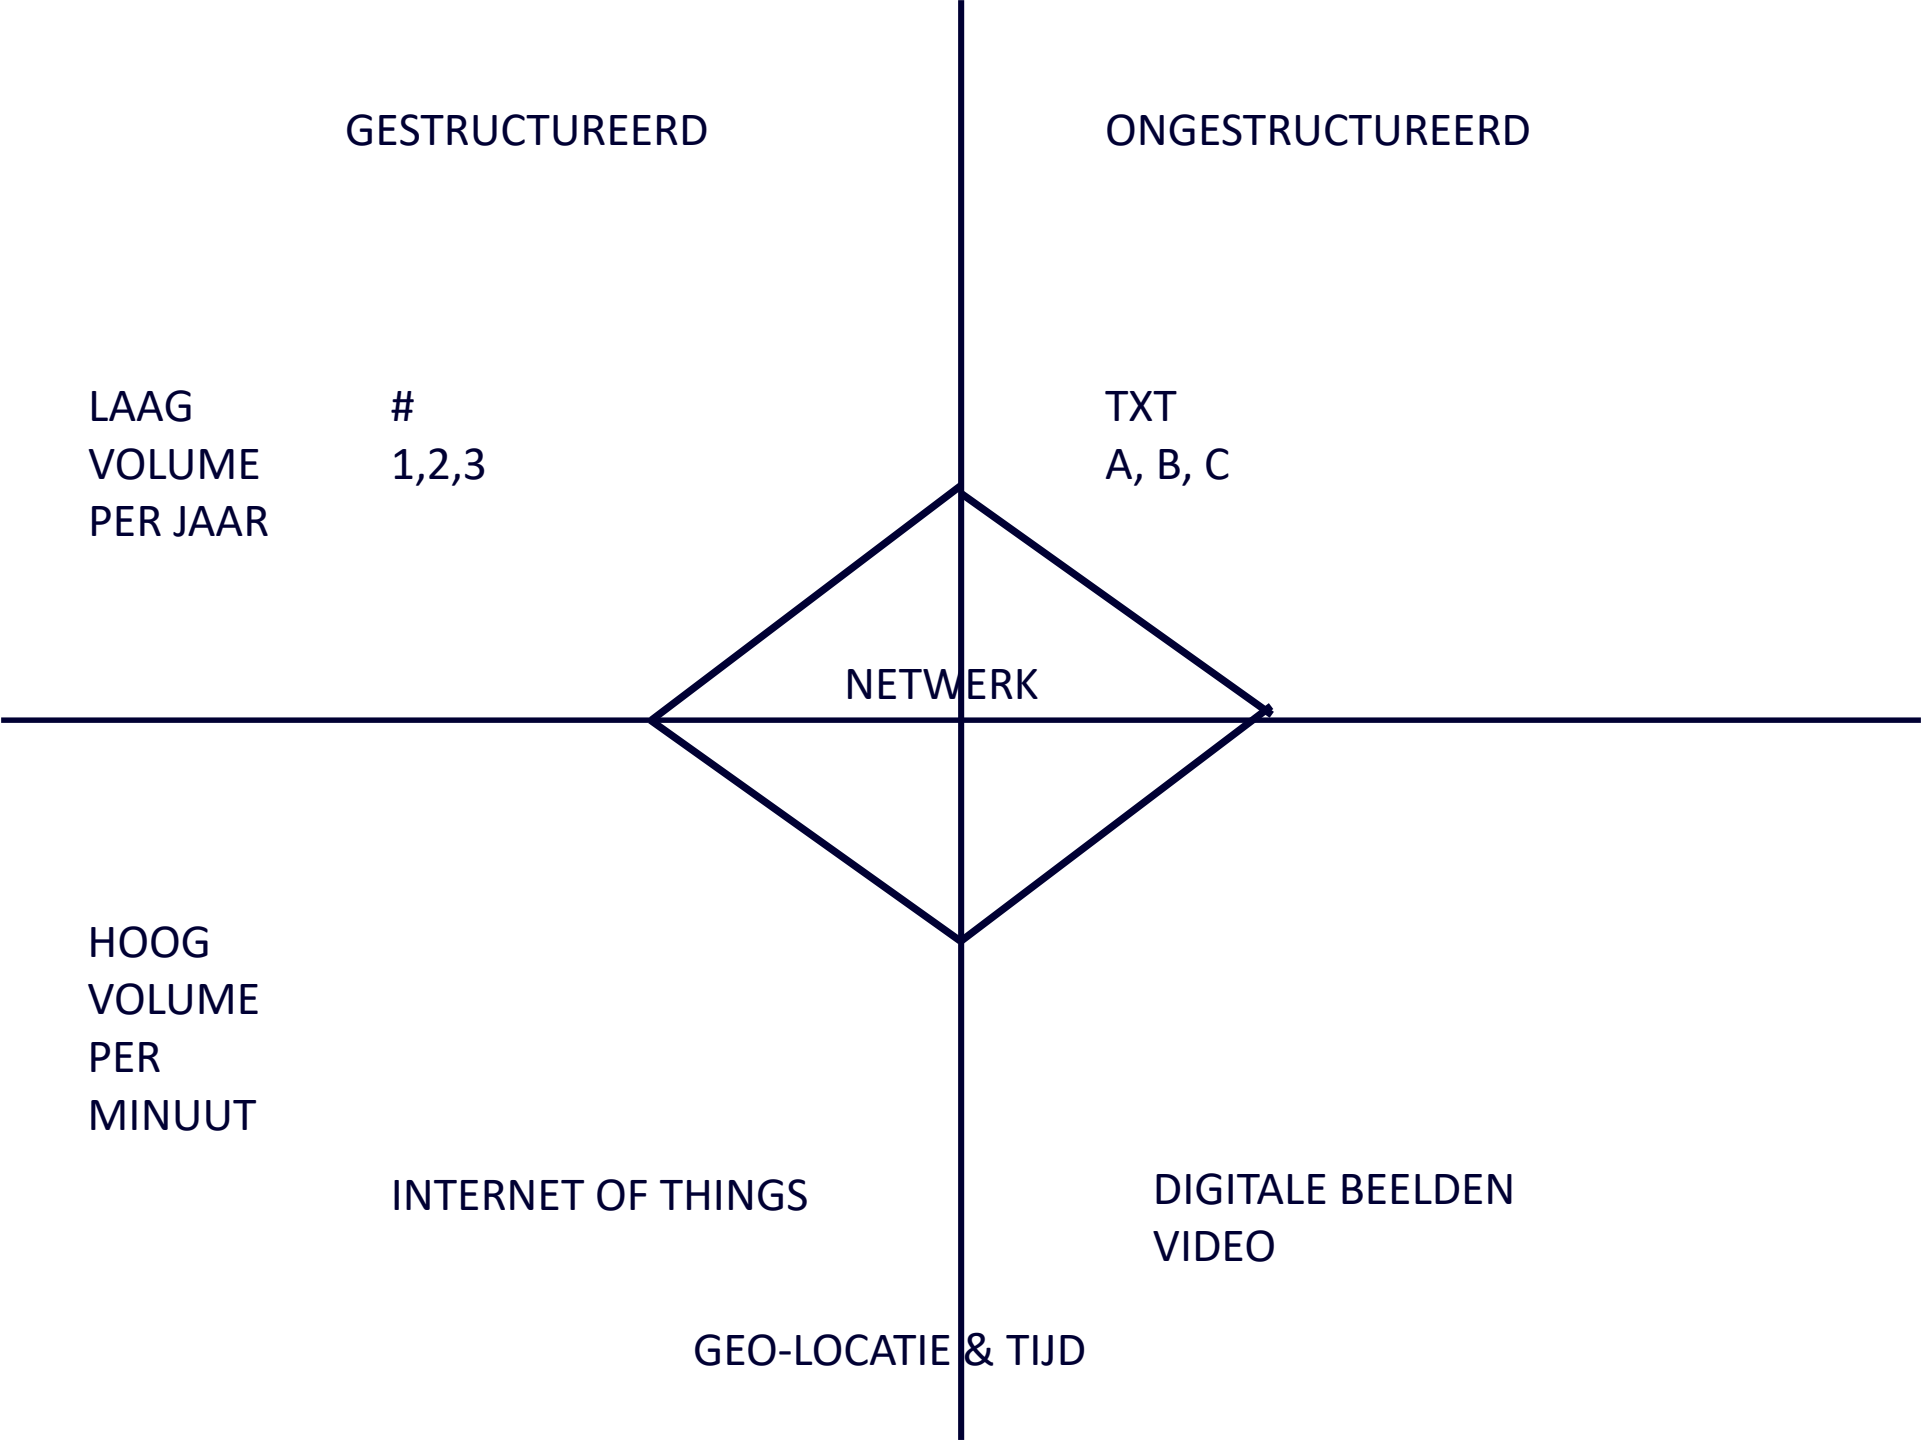 GESTRUCTUREERD
ONGESTRUCTUREERD
LAAG
VOLUME
PER JAAR
#
1,2,3
TXT
A, B, C
NETWERK
HOOG
VOLUME
PER
MINUUT
INTERNET OF THINGS
DIGITALE BEELDEN
VIDEO
GEO-LOCATIE & TIJD